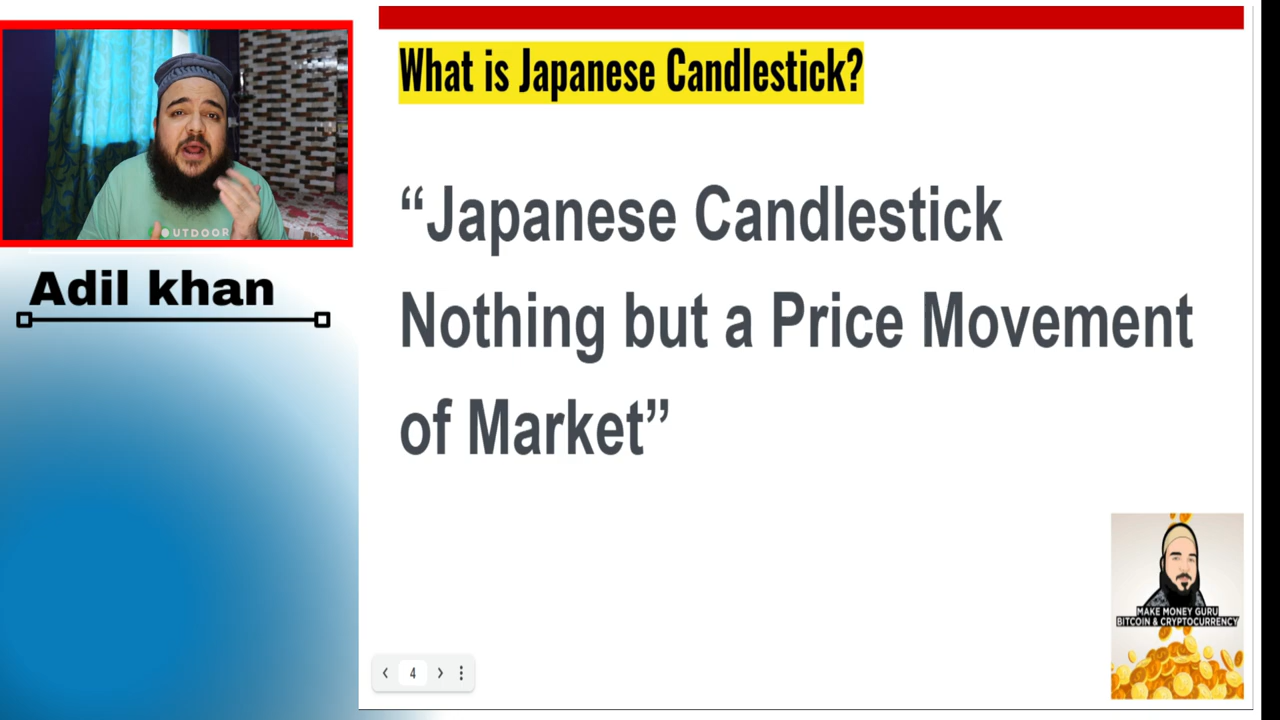 What is Japanese Candlestick?
OUTDOOR
Adil khan
“Japanese Candlestick
Nothing but a Price Movement
of Market”
MAKE MONEY GURU
BITCOIN & CRYPTOCURRENCY
4